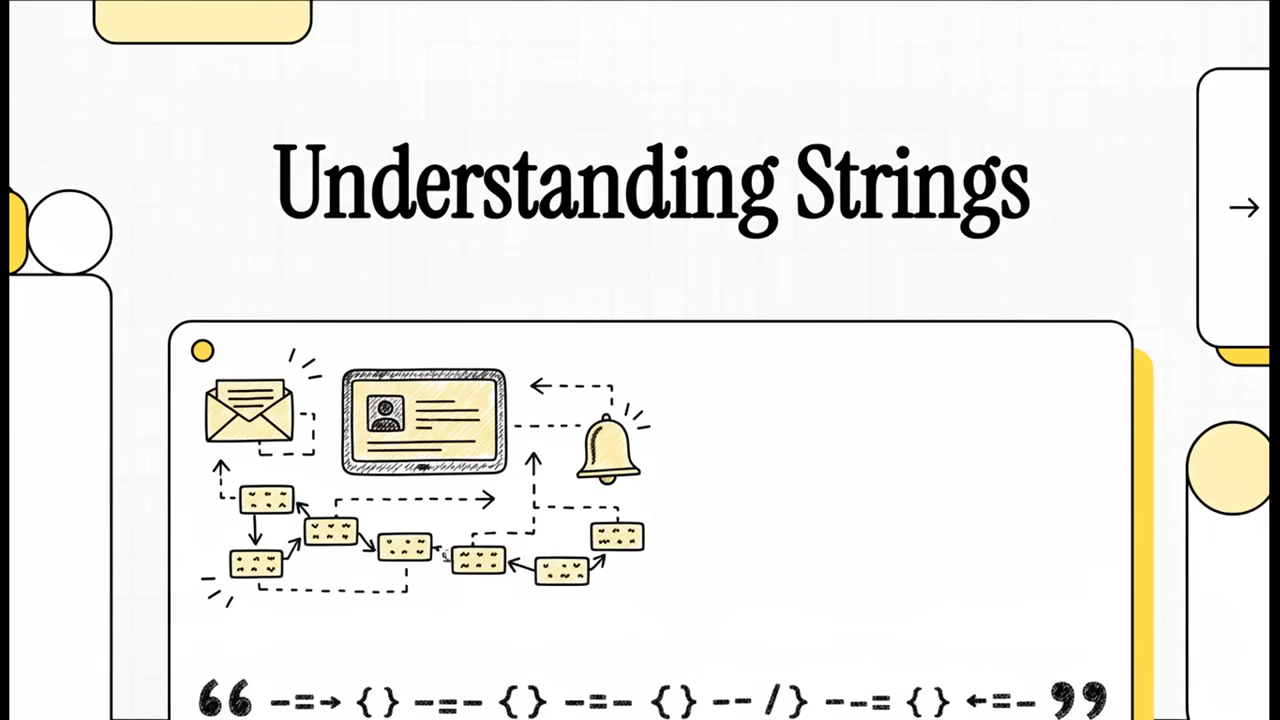 Understanding Strings
“ -=→ {} -=- {} -=- {} -- /} --= {} ←=- ”